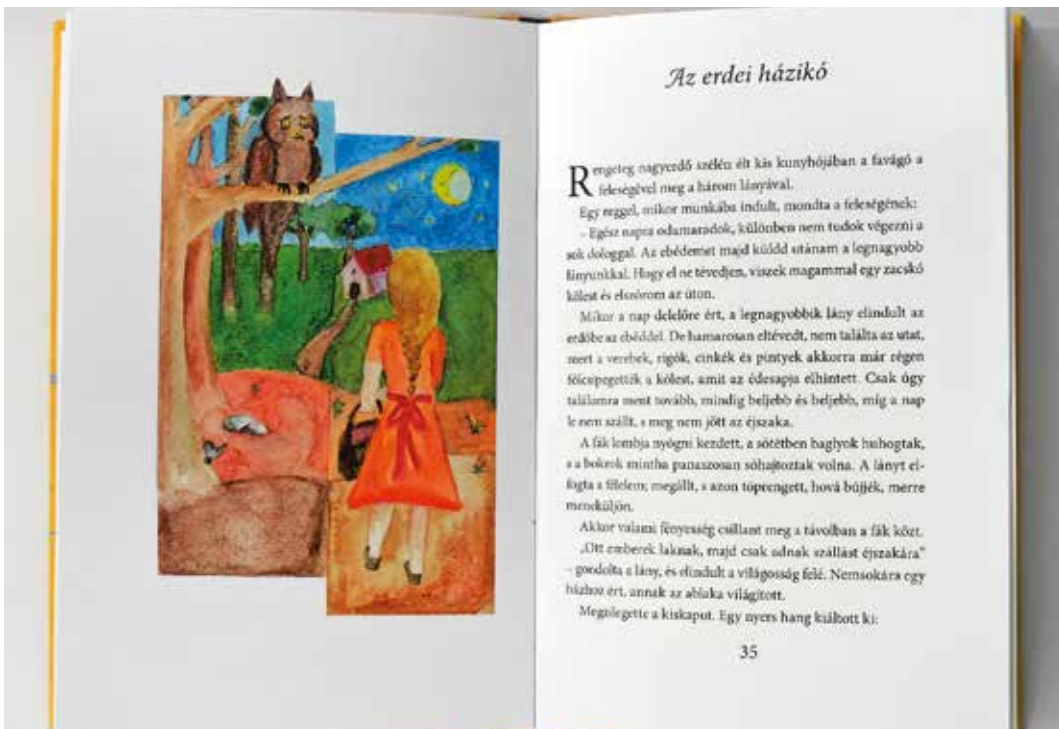 Az erdei házikó
Rengeteg nagyerdő szélén élt kis kunyhójában a favágó a
feleségével meg a három lányával.
Egy reggel, mikor munkába indult, mondta a feleségének:
– Egész napra odamaradok, különben nem tudok végezni a
sok dologgal. Az ebédemet majd küldd utánam a legnagyobb
lányunkkal. Hogy el ne tévedjen, viszek magammal egy zacskó
kölest és elszórom az úton.
Mikor a nap delelőre ért, a legnagyobbik lány elindult az
erdőbe az ebéddel. De hamarosan eltévedt, nem találta az utat,
mert a verebek, rigók, cinkék és pintyek akkorra már régen
fölcsipegették a kölest, amit az édesapja elhintett. Csak úgy
találomra ment tovább, mindig beljebb és beljebb, míg a nap
le nem szállt, s meg nem jött az éjszaka.
A fák lombja nyögni kezdett, a sötétben baglyok huhogtak,
s a bokrok mintha panaszosan sóhajtoztak volna. A lányt el-
fogta a félelem; megállt, s azon töprengett, hová bújjék, merre
meneküljön.
Akkor valami fényesség csillant meg a távolban a fák közt.
„Ott emberek laknak, majd csak adnak szállást éjszakára”
– gondolta a lány, és elindult a világosság felé. Nemsokára egy
házhoz ért, annak az ablaka világított.
Megzörgette a kiskaput. Egy nyers hang kiáltott ki:
35